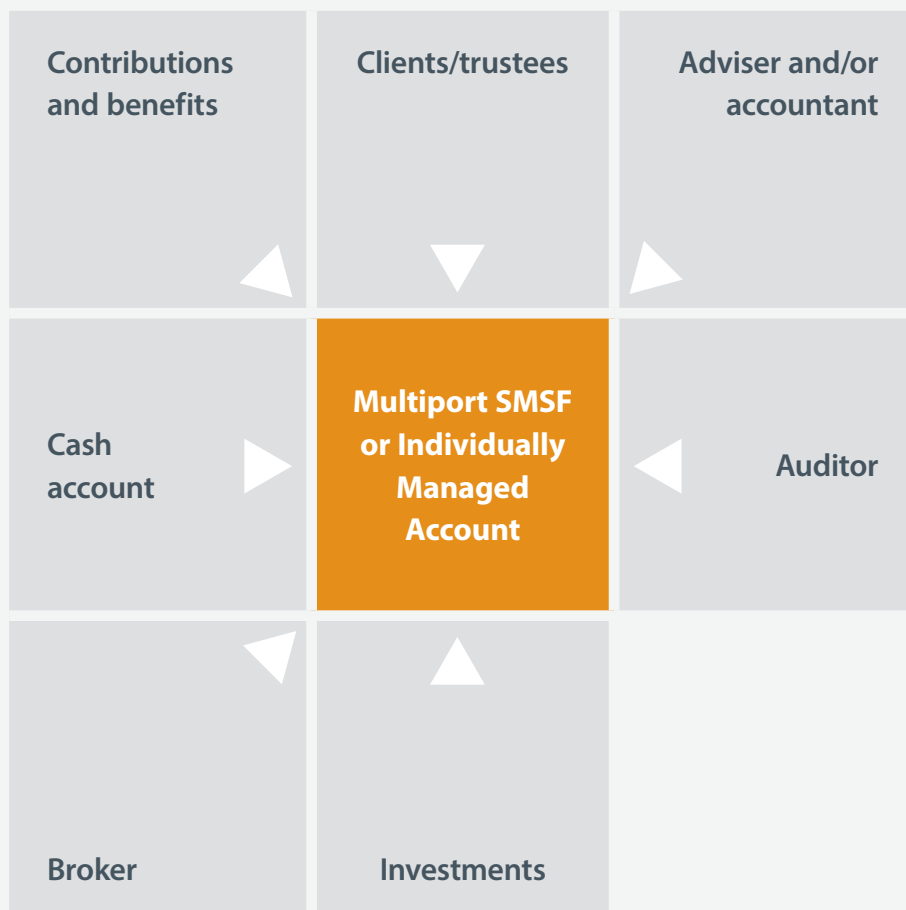 Contributions
and benefits
Clients/trustees
Adviser and/or
accountant
Cash
account
Multiport SMSF
or Individually
Managed
Account
Auditor
Broker
Investments